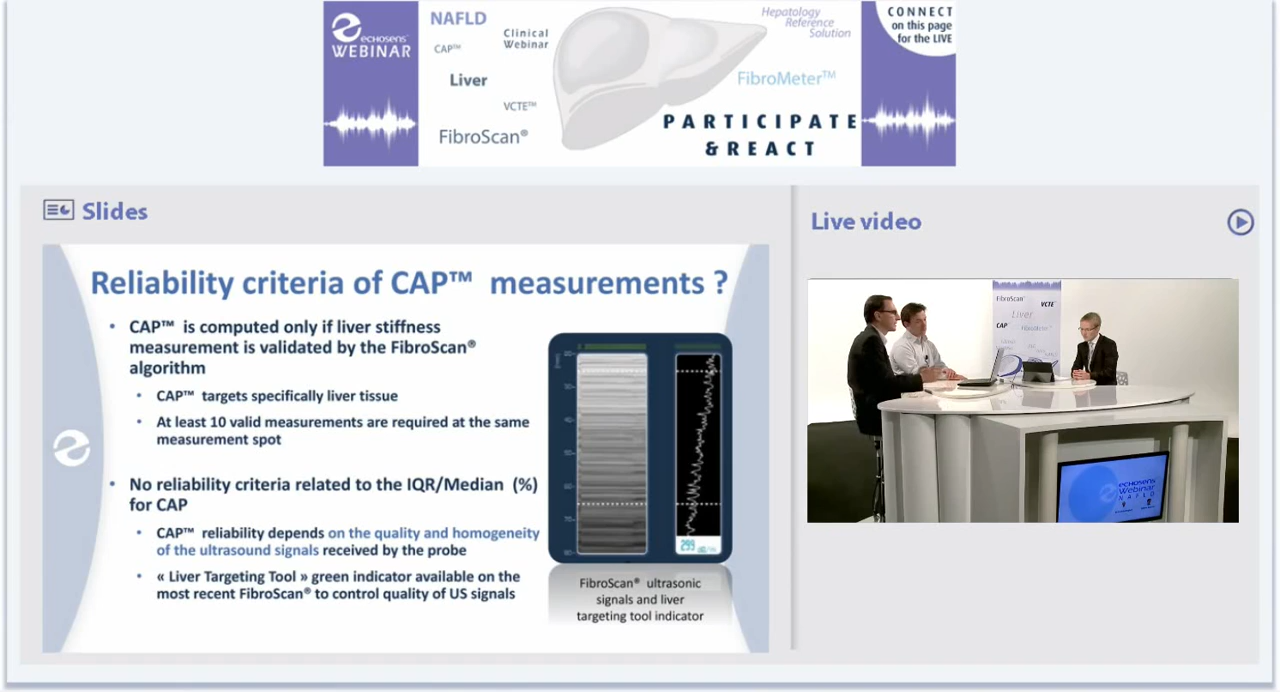 echosens
WEBINAR
NAFLD
CAP™
Clinical
Webinar
Liver
VCTE™
FibroScan®
Hepatology
Reference
Solution
FibroMeter™
PARTICIPATE
&REACT
CONNECT
on this page
for the LIVE
Slides
Reliability criteria of CAP™ measurements ?
• CAP™ is computed only if liver stiffness
measurement is validated by the FibroScan®
algorithm
• CAP™ targets specifically liver tissue
• At least 10 valid measurements are required at the same
measurement spot
• No reliability criteria related to the IQR/Median (%)
for CAP
• CAP™ reliability depends on the quality and homogeneity
of the ultrasound signals received by the probe
• « Liver Targeting Tool » green indicator available on the
most recent FibroScan® to control quality of US signals
299
FibroScan® ultrasonic
signals and liver
targeting tool indicator
Live video
FibroScan®
VCTE™
Liver
CAP™
echosens
Webinar
NAFLD